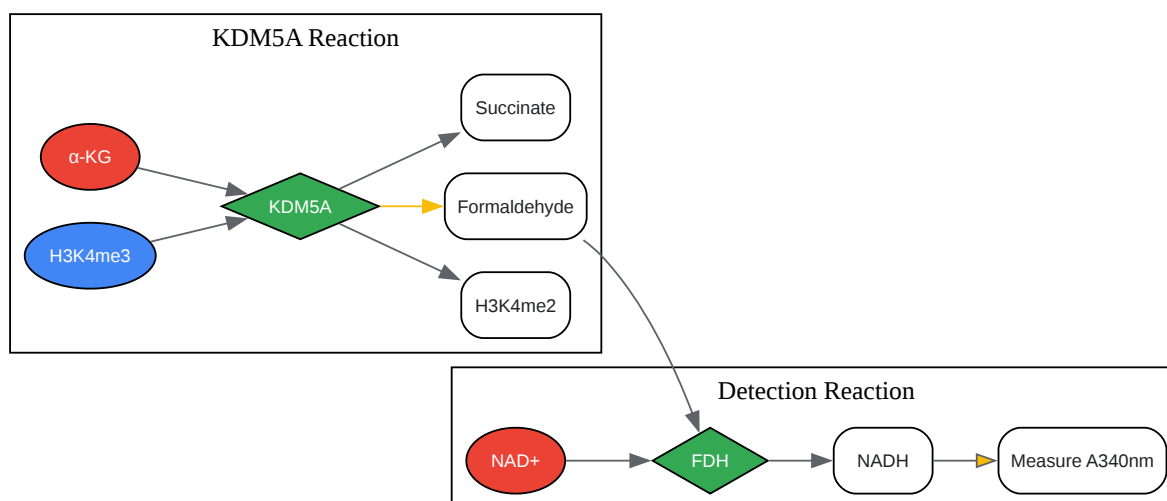 KDM5A Reaction
α-KG
H3K4me3
KDM5A
Succinate
Formaldehyde
H3K4me2
Detection Reaction
NAD+
FDH
NADH
Measure A340nm